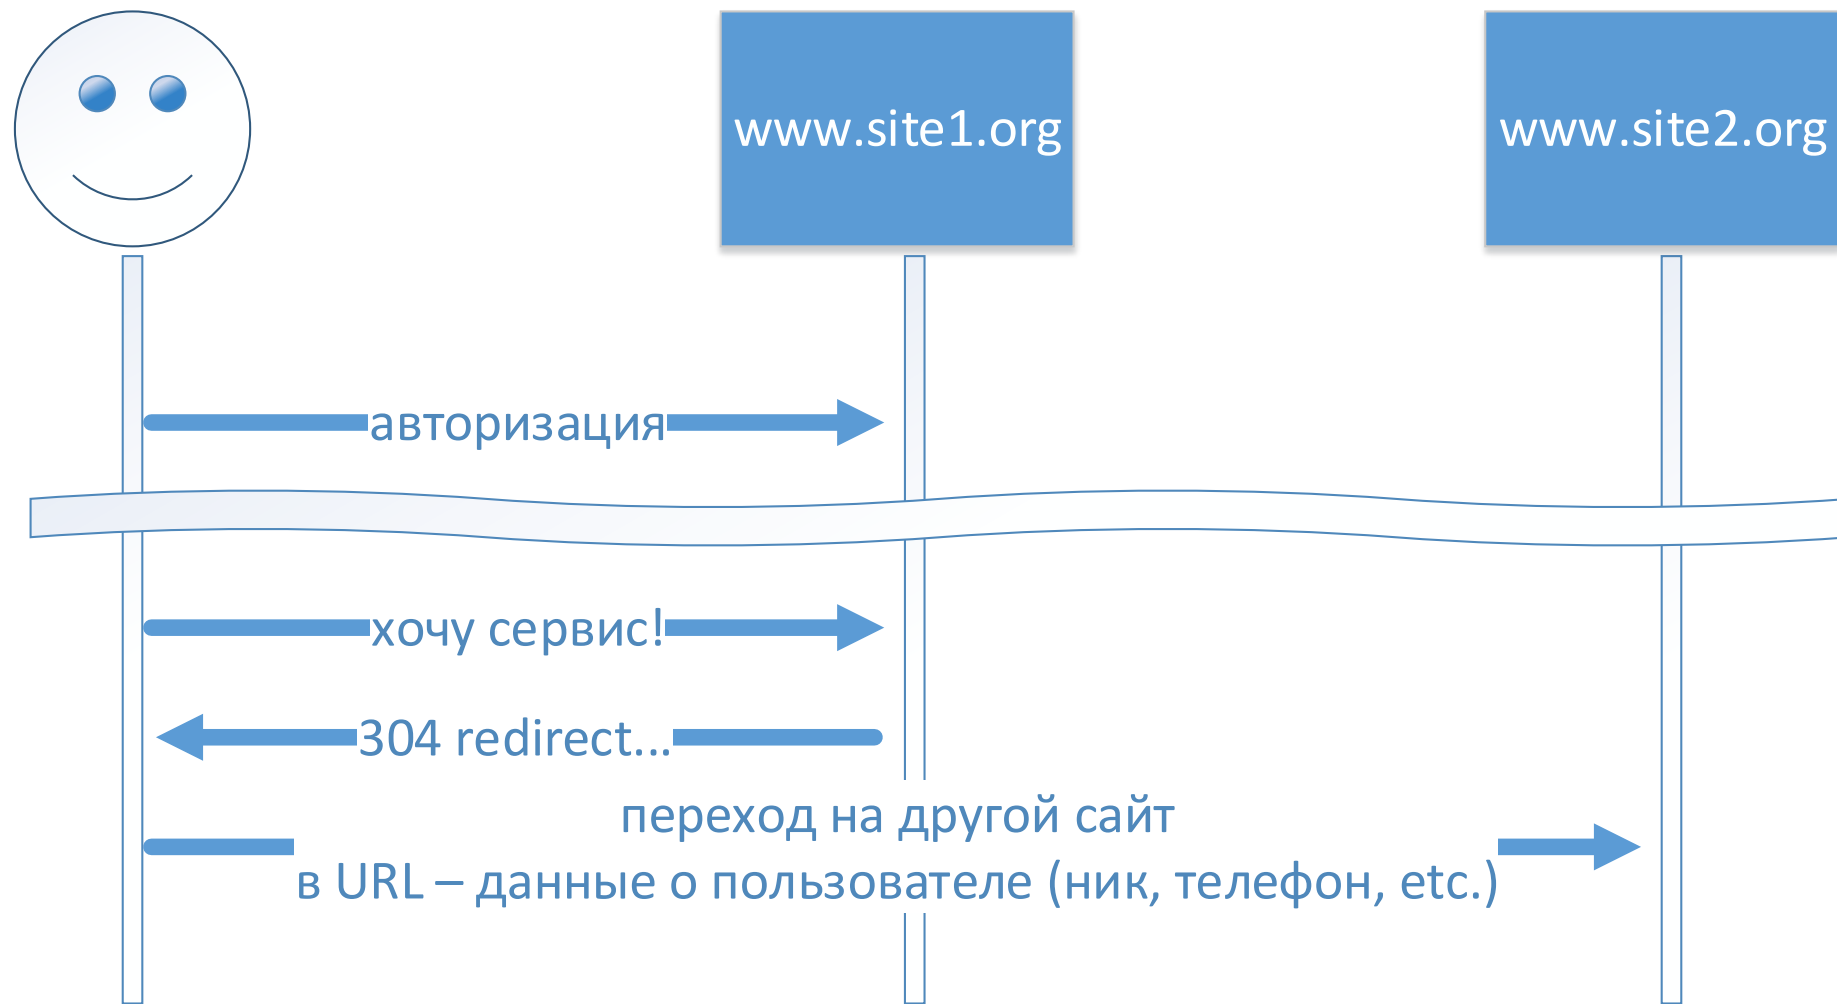 www.site1.org
www.site2.org
авторизация
хочу сервис!
304 redirect...
переход на другой сайт
в URL – данные о пользователе (ник, телефон, etc.)